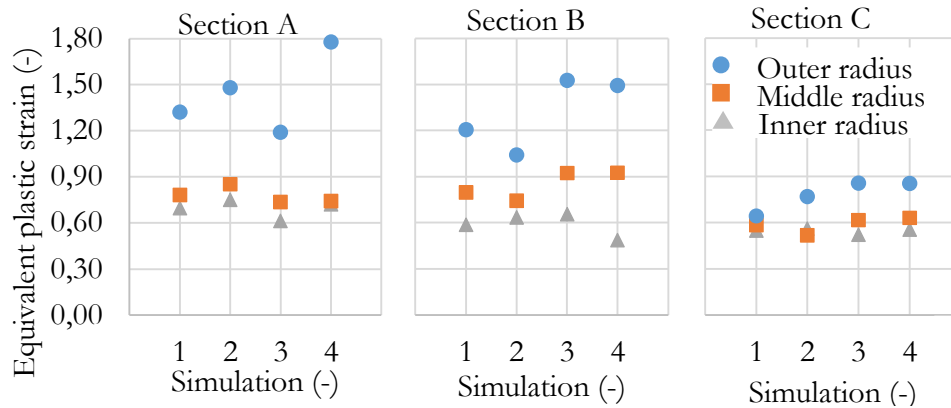 Section A
Section B
Section C
Equivalent plastic strain (-)
1,80
1,50
1,20
0,90
0,60
0,30
0,00
Outer radius
Middle radius
Inner radius
1 2 3 4
1 2 3 4
1 2 3 4
Simulation (-)
Simulation (-)
Simulation (-)